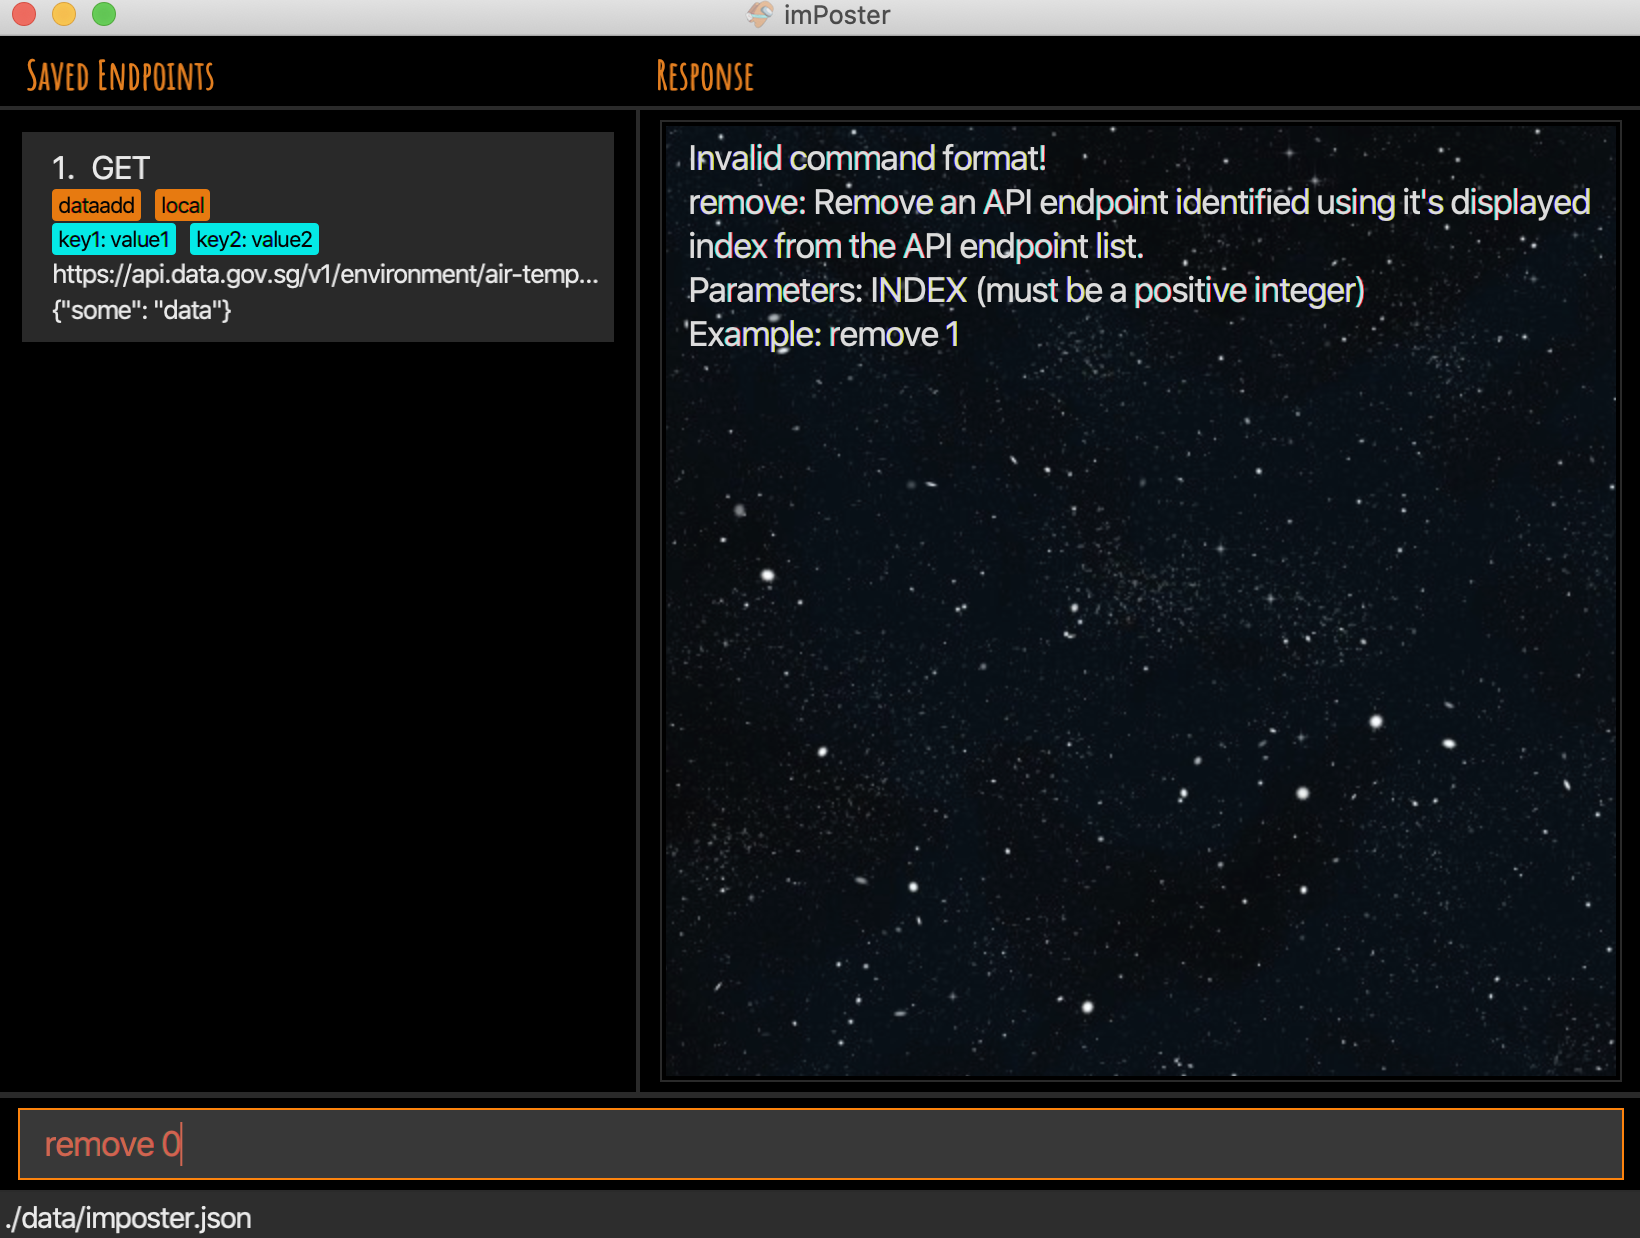 imPoster
Saved Endpoints
Response
1. GET
dataadd local
key1: value1 key2: value2
https://api.data.gov.sg/v1/environment/air-temp...
{"some": "data"}
Invalid command format!
remove: Remove an API endpoint identified using it's displayed
index from the API endpoint list.
Parameters: INDEX (must be a positive integer)
Example: remove 1
remove 0
./data/imposter.json